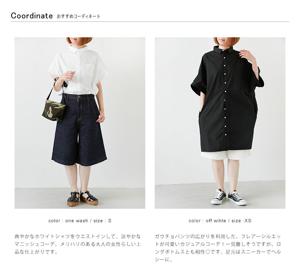 Coordinate おすすめコーディネート
color : one wash / size : 0
color : off white / size : XS
爽やかなホワイトシャツをウエストインして、涼やかな
マニッシュコーデ。メリハリのある大人の女性らしい上
品な仕上がりです。
ガウチョパンツの広がりを利用した、フレアーシルエ
ットが可愛いカジュアルコーデ！一見難しそうですが、ロ
ングボトムスとも相性◎です。足元はスニーカーでヘル
シーに。